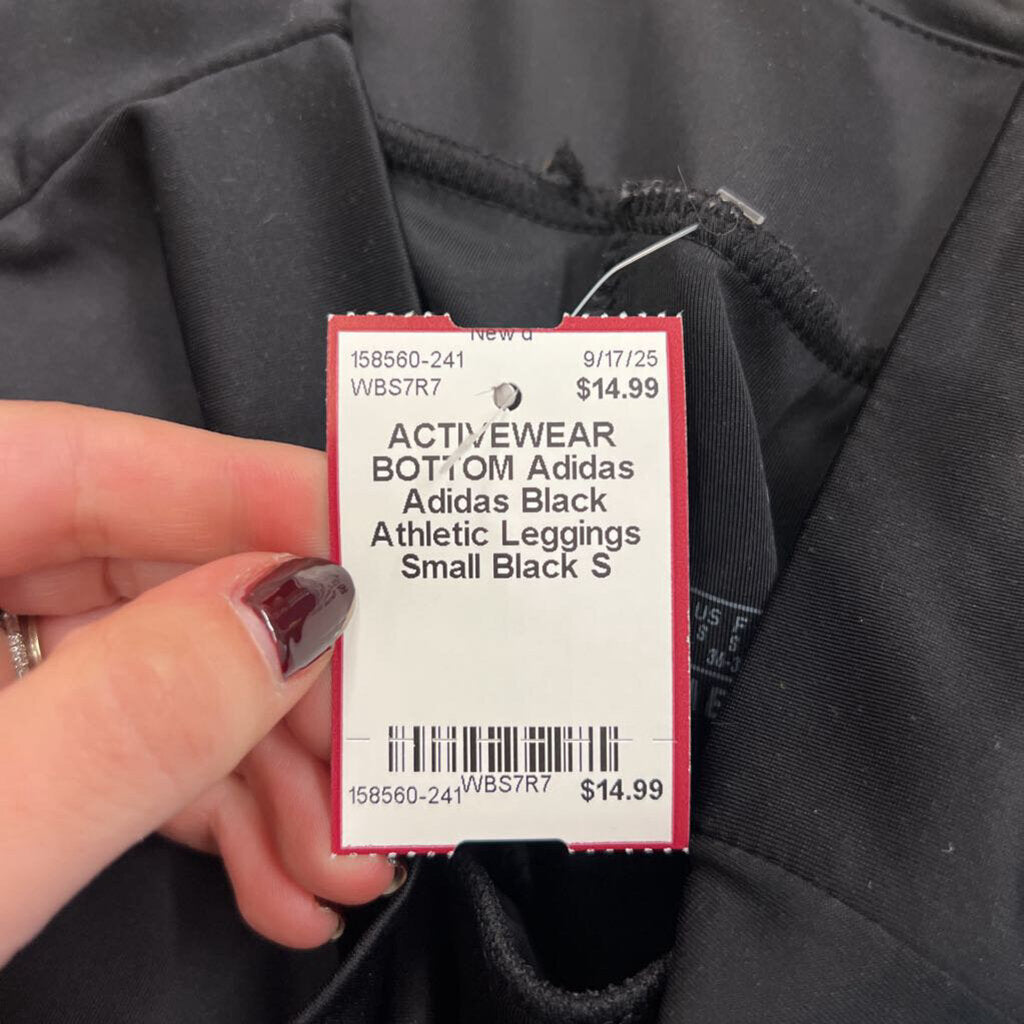 New d
158560-241 9/17/25
WBS7R7 $14.99
ACTIVEWEAR
BOTTOM Adidas
Adidas Black
Athletic Leggings
Small Black S
158560-241 WBS7R7 $14.99
US F
S S